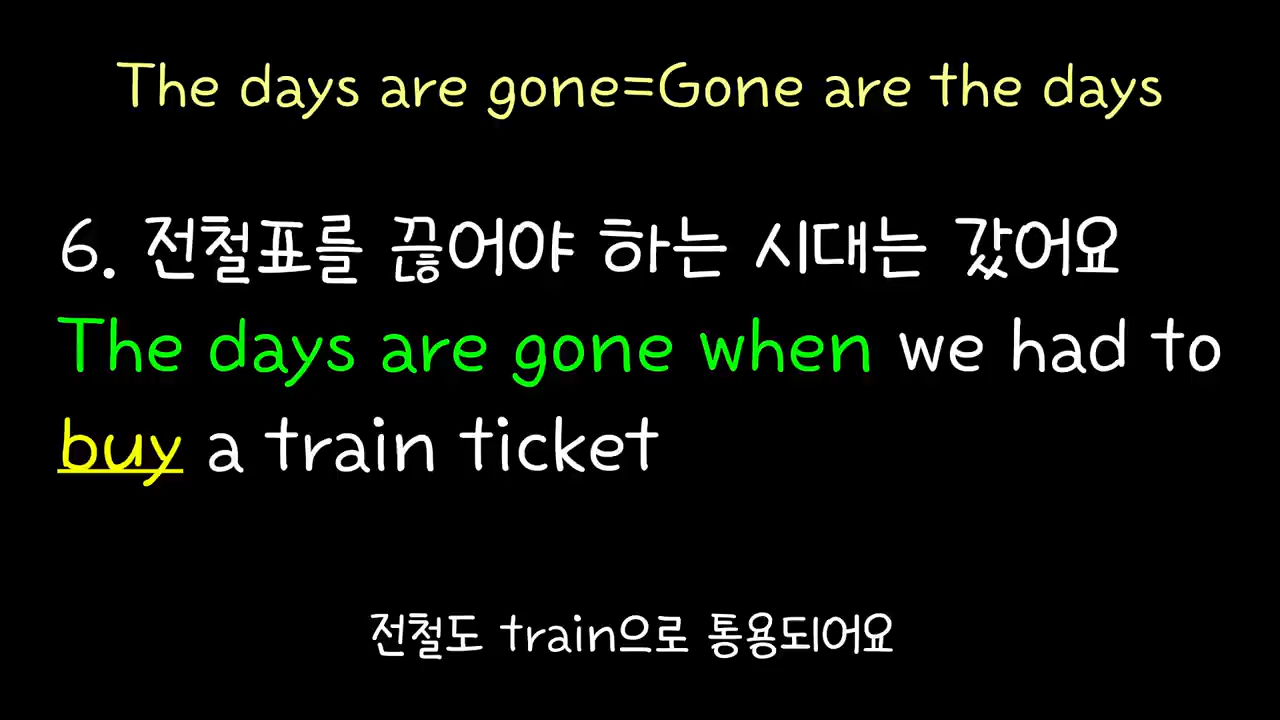 The days are gone=Gone are the days
6. 전철표를 끊어야 하는 시대는 갔어요
The days are gone when we had to
buy a train ticket
전철도 train으로 통용되어요